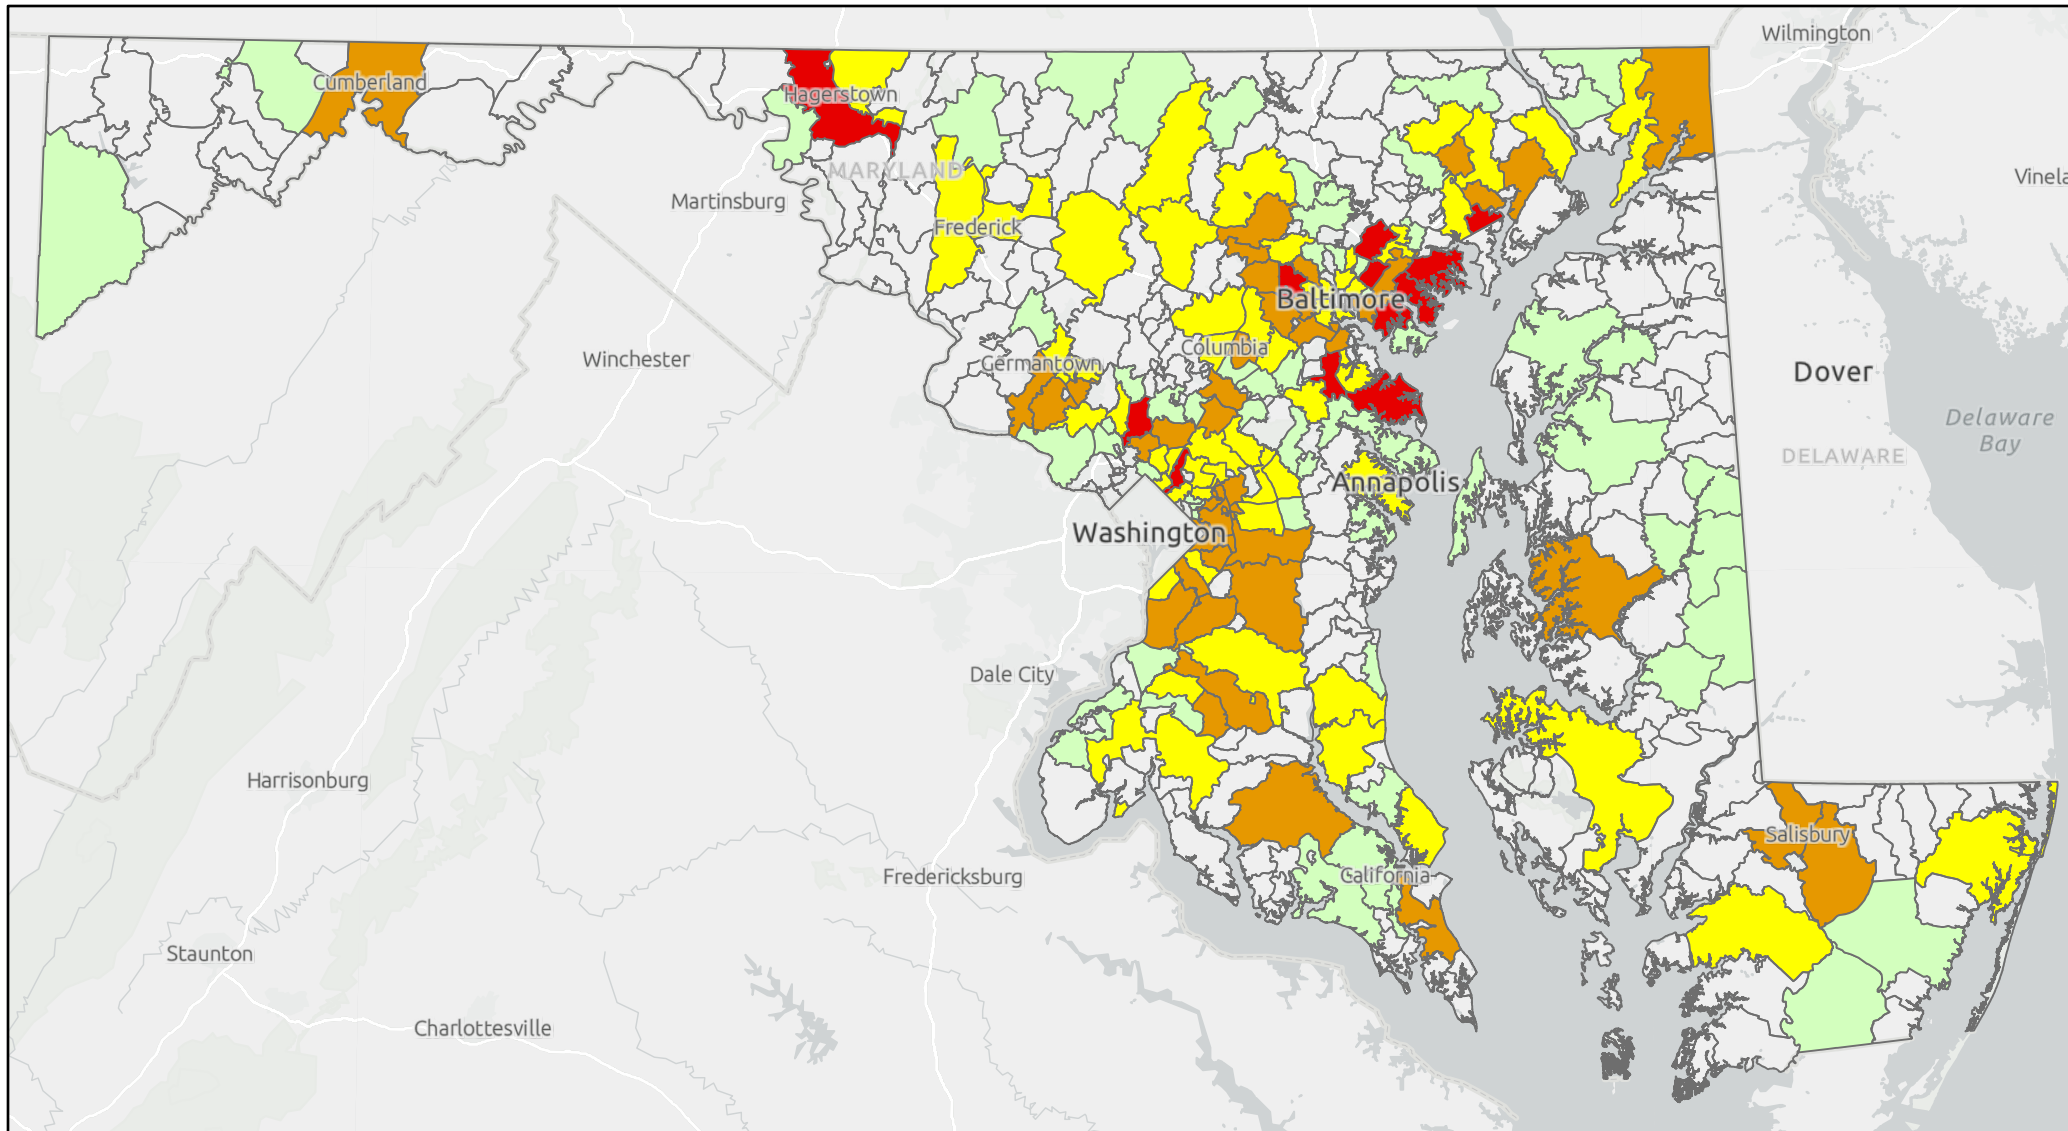 Wilmington
Cumberland
Hagerstown
MARYLAND
Vinela
Martinsburg
Frederick
Baltimore
Columbia
Winchester
Germantown
Dover
Delaware
Bay
DELAWARE
Annapolis
Washington
Dale City
Harrisonburg
Salisbury
Fredericksburg
California
Staunton
Charlottesville